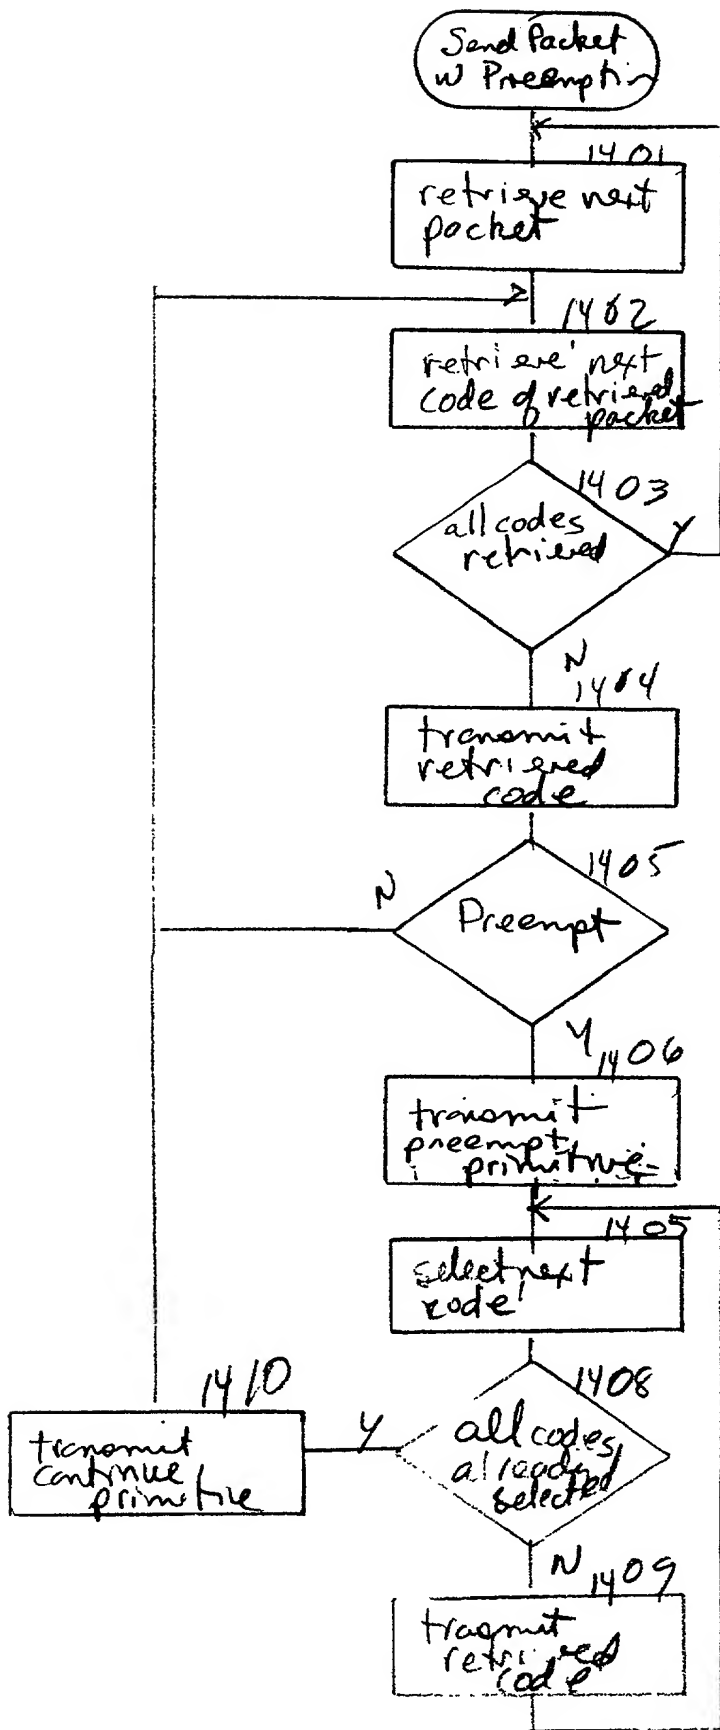 Send Packet
w Preemption
1401
retrieve next
packet
1402
retrieve next
code of retrieved
packet
1403
all codes
retrieved
Y
N
1404
transmit
retrieved
code
1405
N
Preempt
Y
1406
transmit
preempt
primitive
1405
select next
code
1408
all codes
already
selected
Y
1410
transmit
continue
primitive
N
1409
trasmit
retrieved
code